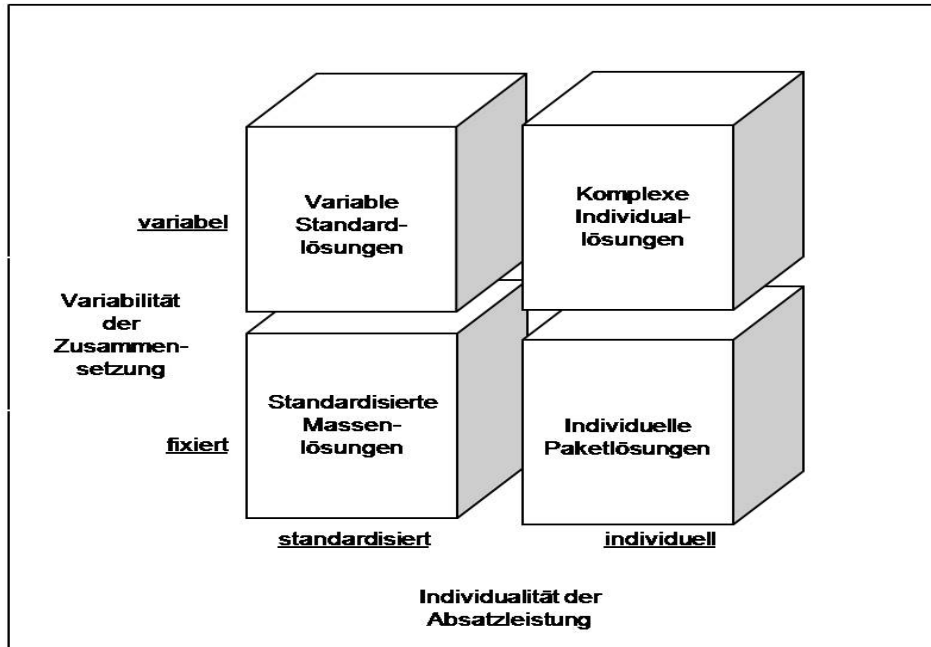 Variable
Standard-
lösungen
Komplexe
Individual-
lösungen
variabel
Variabilität
der
Zusammen-
setzung
Standardisierte
Massen-
lösungen
Individuelle
Paketlösungen
fixiert
standardisiert
individuell
Individualität der
Absatzleistung